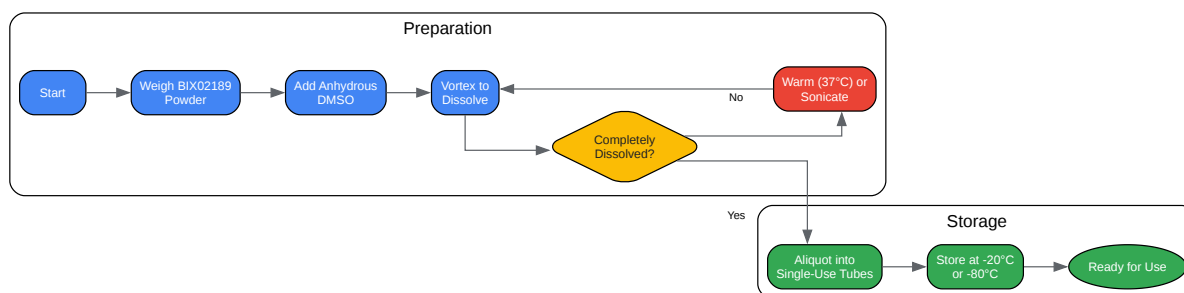 Preparation
Start
Weigh BIX02189
Powder
Add Anhydrous
DMSO
Vortex to
Dissolve
Warm (37°C) or
Sonicate
No
Completely
Dissolved?
Yes
Storage
Aliquot into
Single-Use Tubes
Store at -20°C
or -80°C
Ready for Use